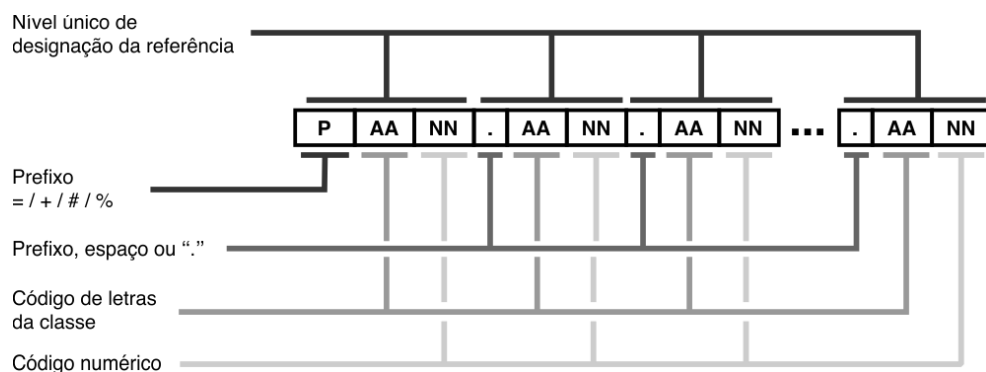 Nível único de
designação da referência
P AA NN . AA NN . AA NN ... . AA NN
Prefixo
= / + / # / %
Prefixo, espaço ou “.”
Código de letras
da classe
Código numérico